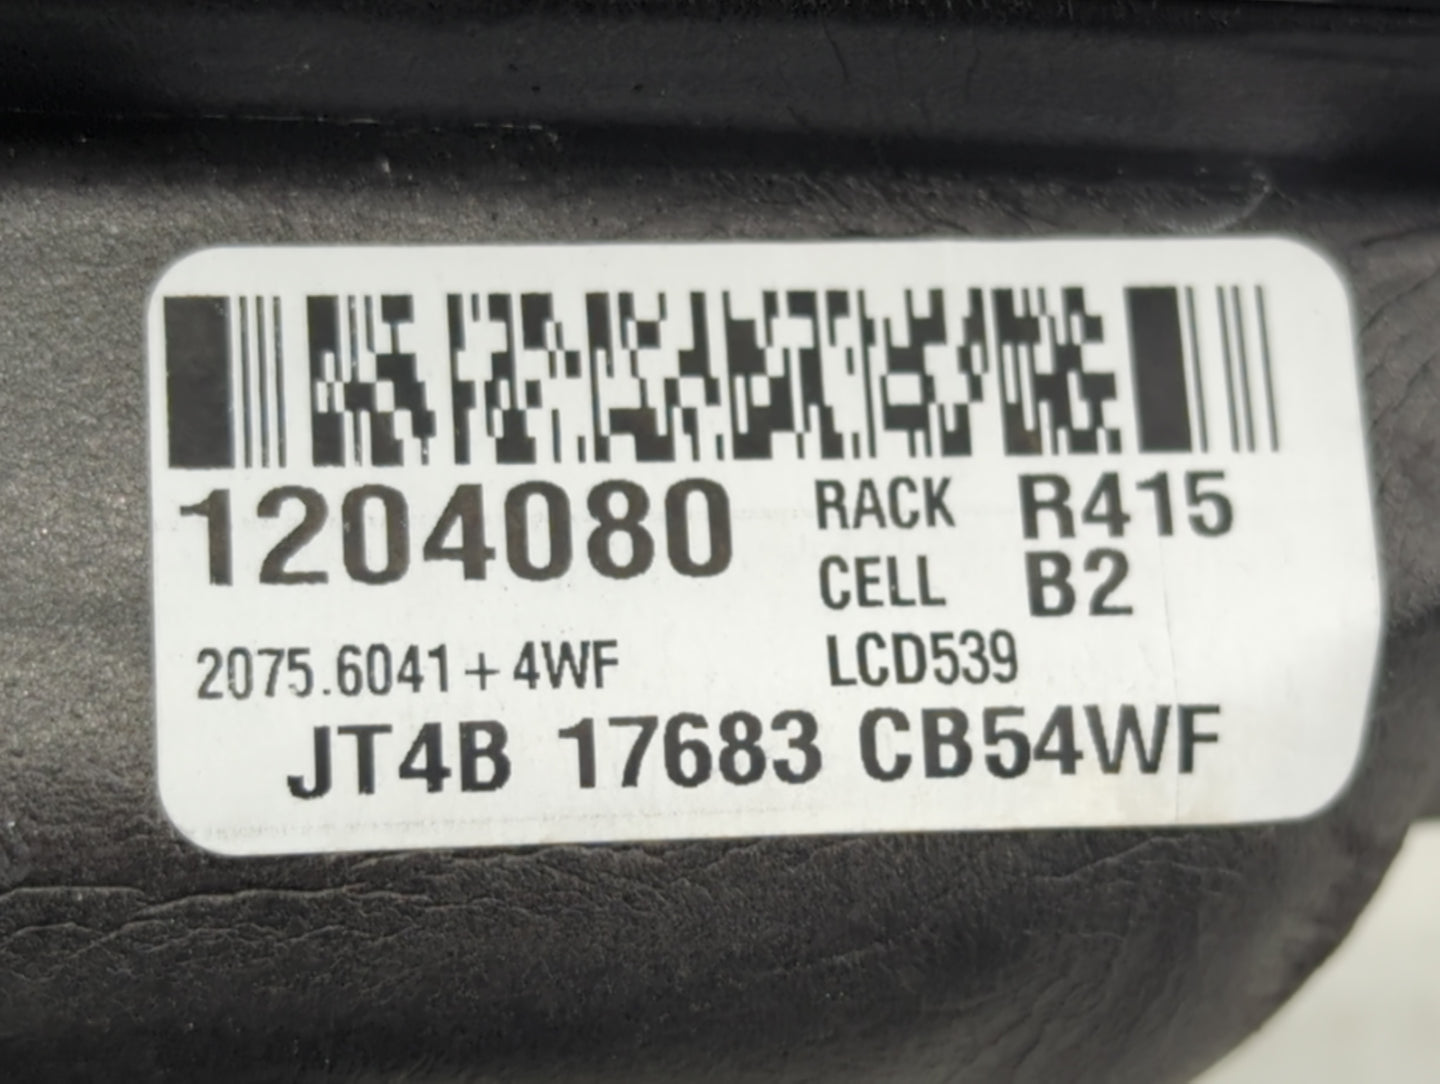 1204080 RACK R415
CELL B2
2075.6041+4WF LCD539
JT4B 17683 CB54WF